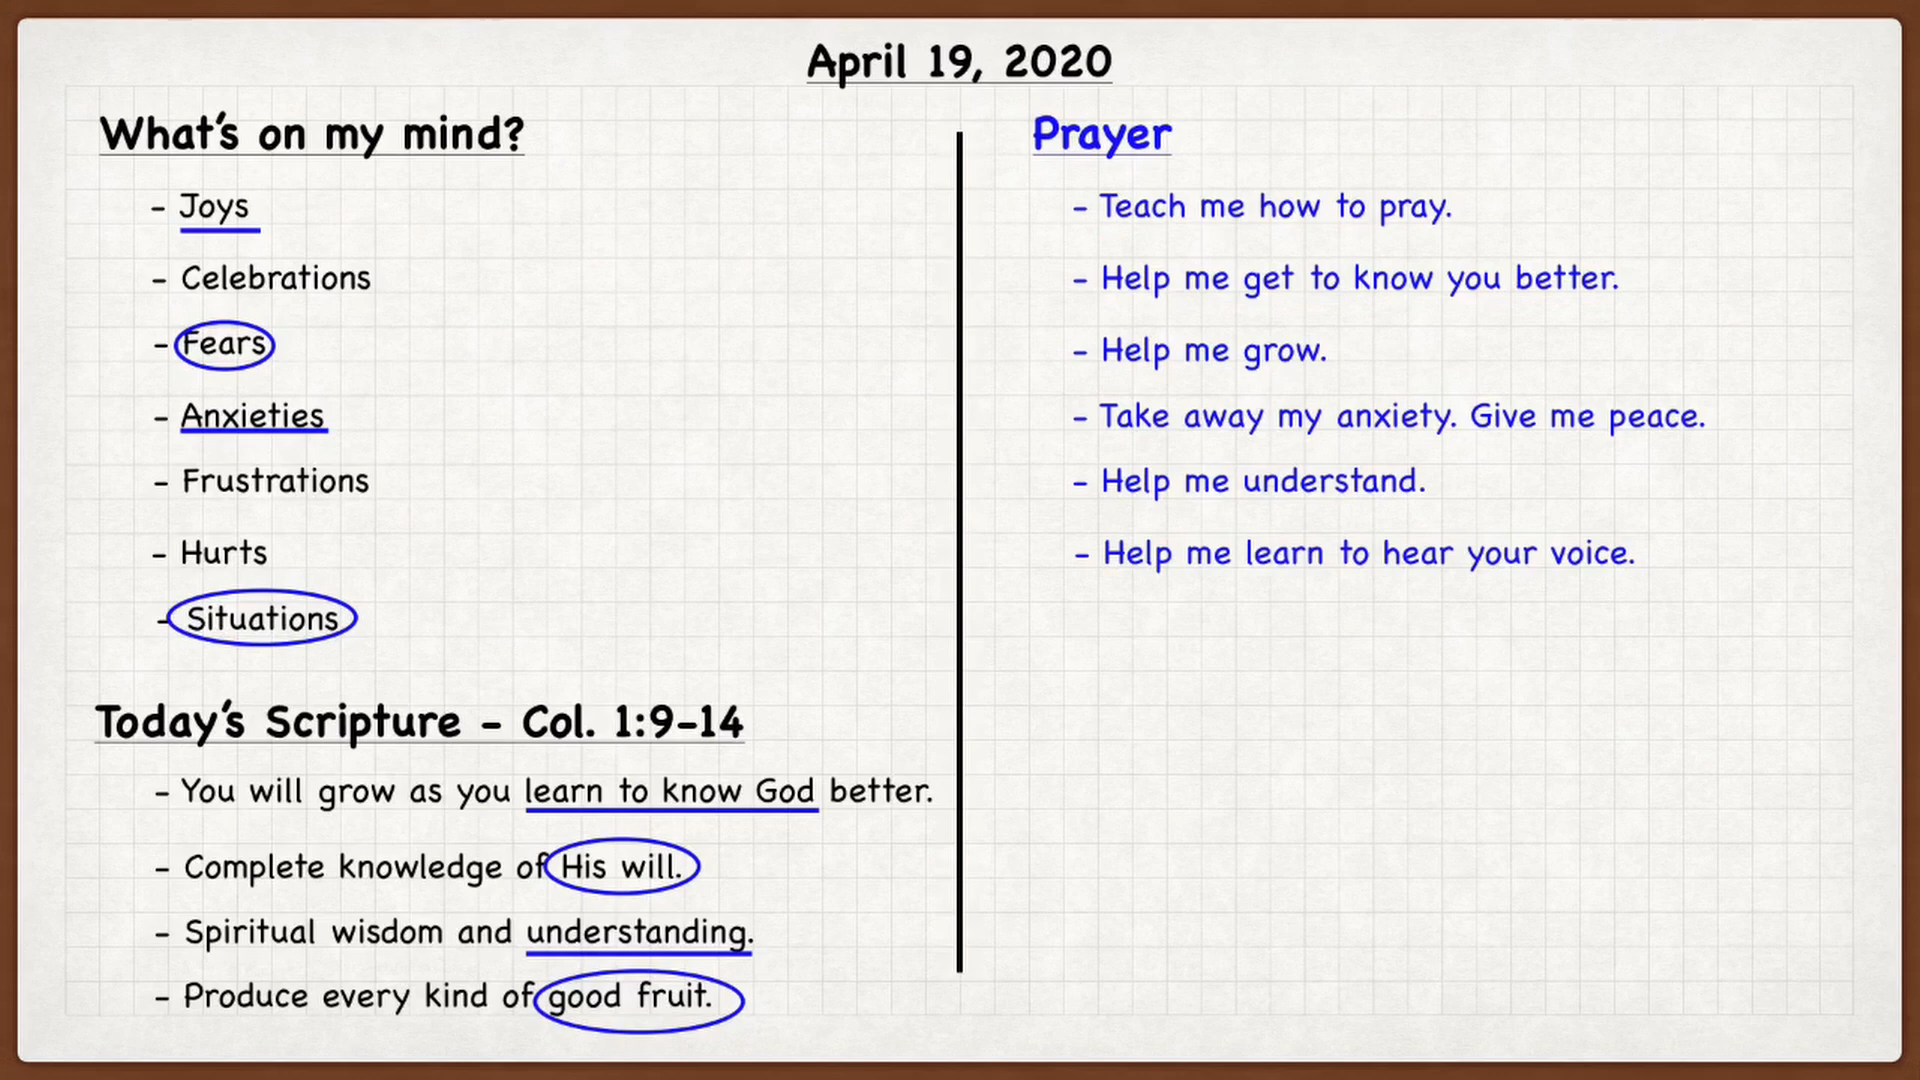 April 19, 2020
What's on my mind?
- Joys
- Celebrations
- Fears
- Anxieties
- Frustrations
- Hurts
- Situations
Today's Scripture - Col. 1:9-14
- You will grow as you learn to know God better.
- Complete knowledge of His will.
- Spiritual wisdom and understanding.
- Produce every kind of good fruit.
Prayer
- Teach me how to pray.
- Help me get to know you better.
- Help me grow.
- Take away my anxiety. Give me peace.
- Help me understand.
- Help me learn to hear your voice.